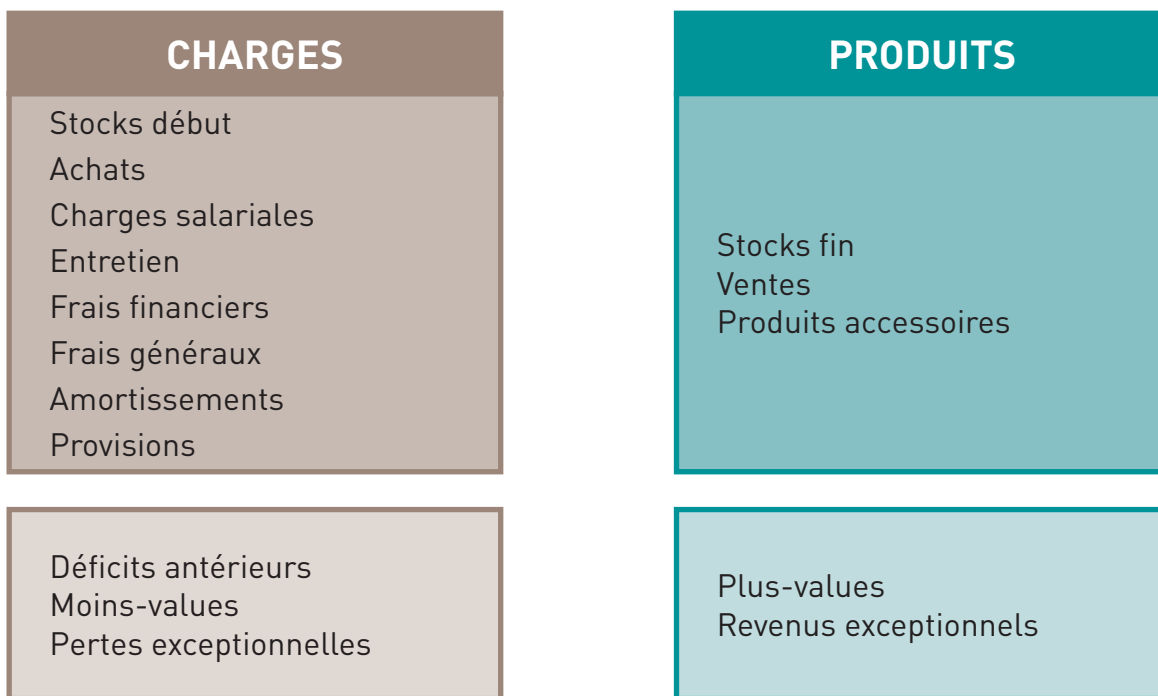 CHARGES
Stocks début
Achats
Charges salariales
Entretien
Frais financiers
Frais généraux
Amortissements
Provisions
Déficits antérieurs
Moins-values
Pertes exceptionnelles
PRODUITS
Stocks fin
Ventes
Produits accessoires
Plus-values
Revenus exceptionnels